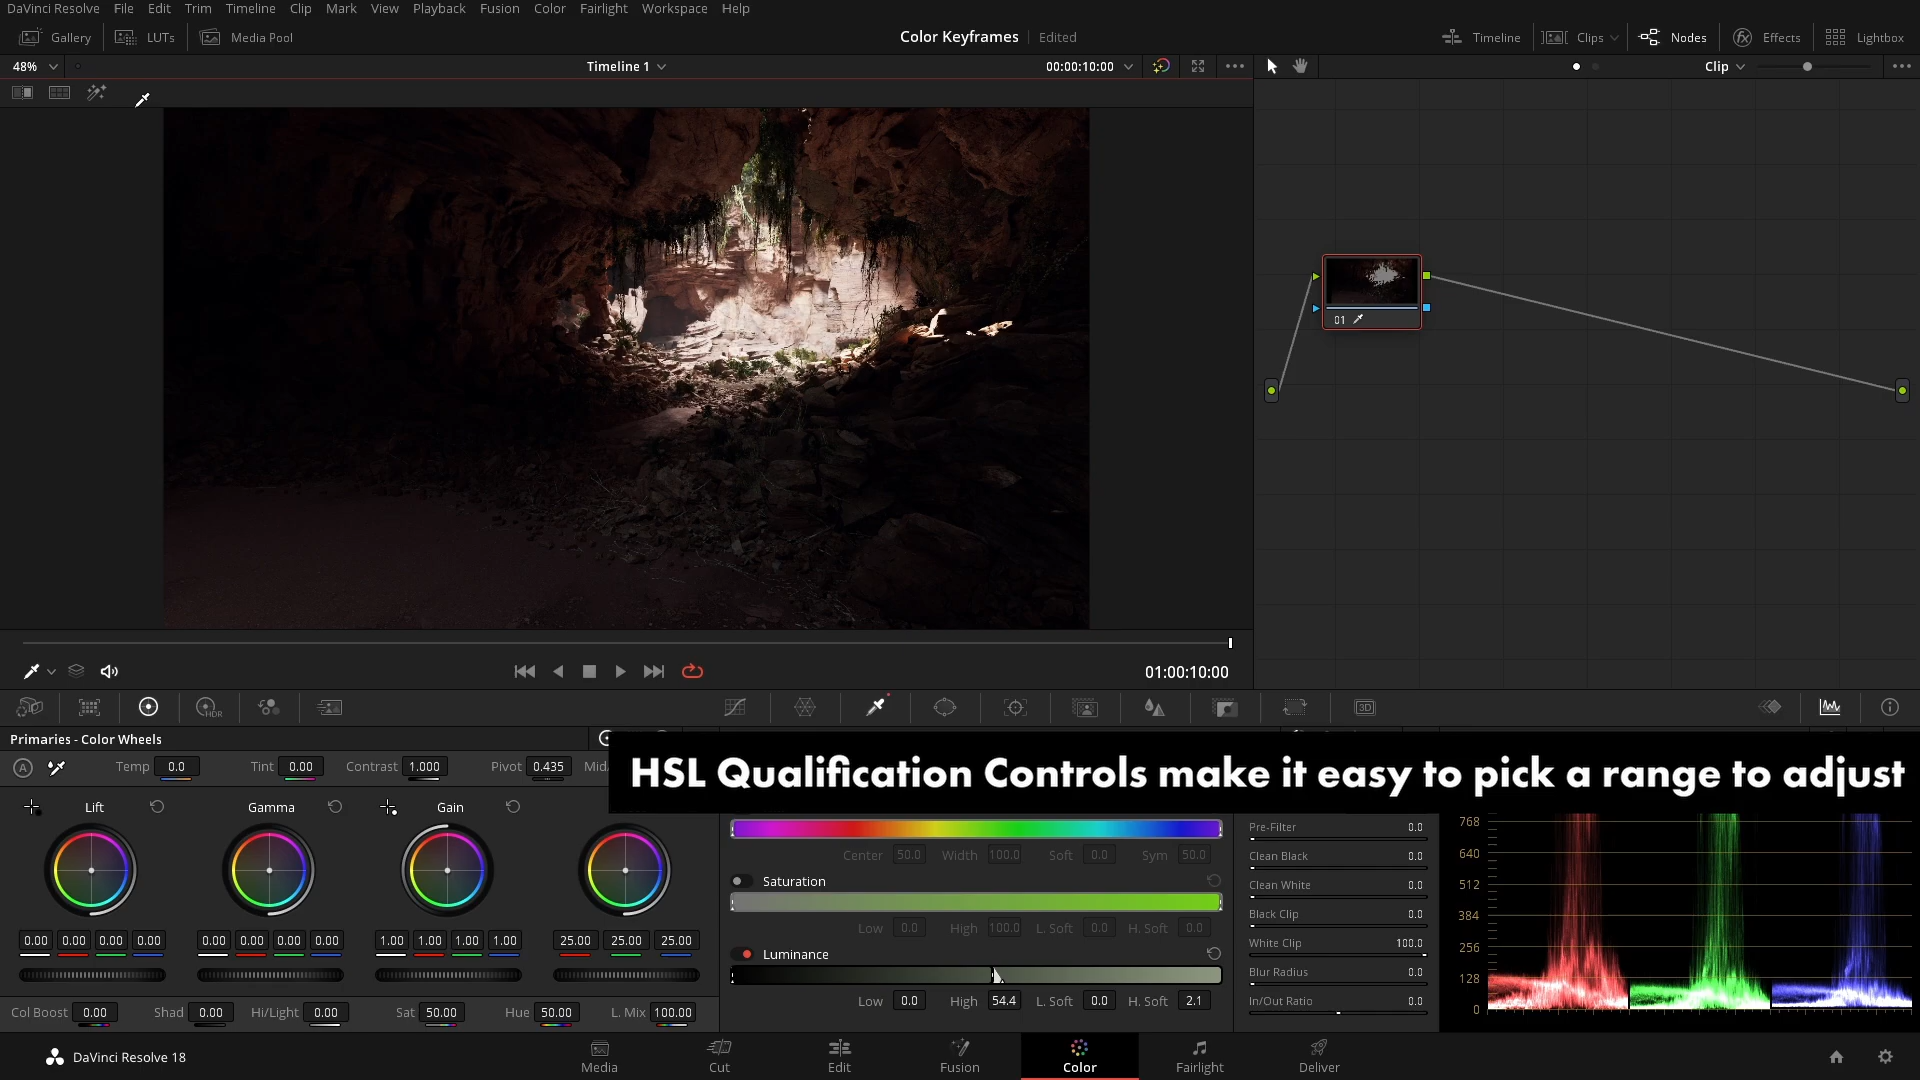 DaVinci Resolve File Edit Trim Timeline Clip Mark View Playback Fusion Color Fairlight Workspace Help
Gallery LUTs Media Pool Color Keyframes Edited Timeline Clips Nodes Effects Lightbox
48% Timeline 1 00:00:10:00 Clip
01
01:00:10:00
HDR 3D
Primaries - Color Wheels
HSL Qualification Controls make it easy to pick a range to adjust
A Temp 0.0 Tint 0.00 Contrast 1.000 Pivot 0.435 Mid/
Lift Gamma Gain
0.00 0.00 0.00 0.00 0.00 0.00 0.00 0.00 1.00 1.00 1.00 1.00 25.00 25.00 25.00
Col Boost 0.00 Shad 0.00 Hi/Light 0.00 Sat 50.00 Hue 50.00 L. Mix 100.00
Center 50.0 Width 100.0 Soft 0.0 Sym 50.0
Saturation
Low 0.0 High 100.0 L. Soft 0.0 H. Soft 0.0
Luminance
Low 0.0 High 54.4 L. Soft 0.0 H. Soft 2.1
Pre-Filter 0.0
Clean Black 0.0
Clean White 0.0
Black Clip 0.0
White Clip 100.0
Blur Radius 0.0
In/Out Ratio 0.0
768
640
512
384
256
128
0
DaVinci Resolve 18 Media Cut Edit Fusion Color Fairlight Deliver